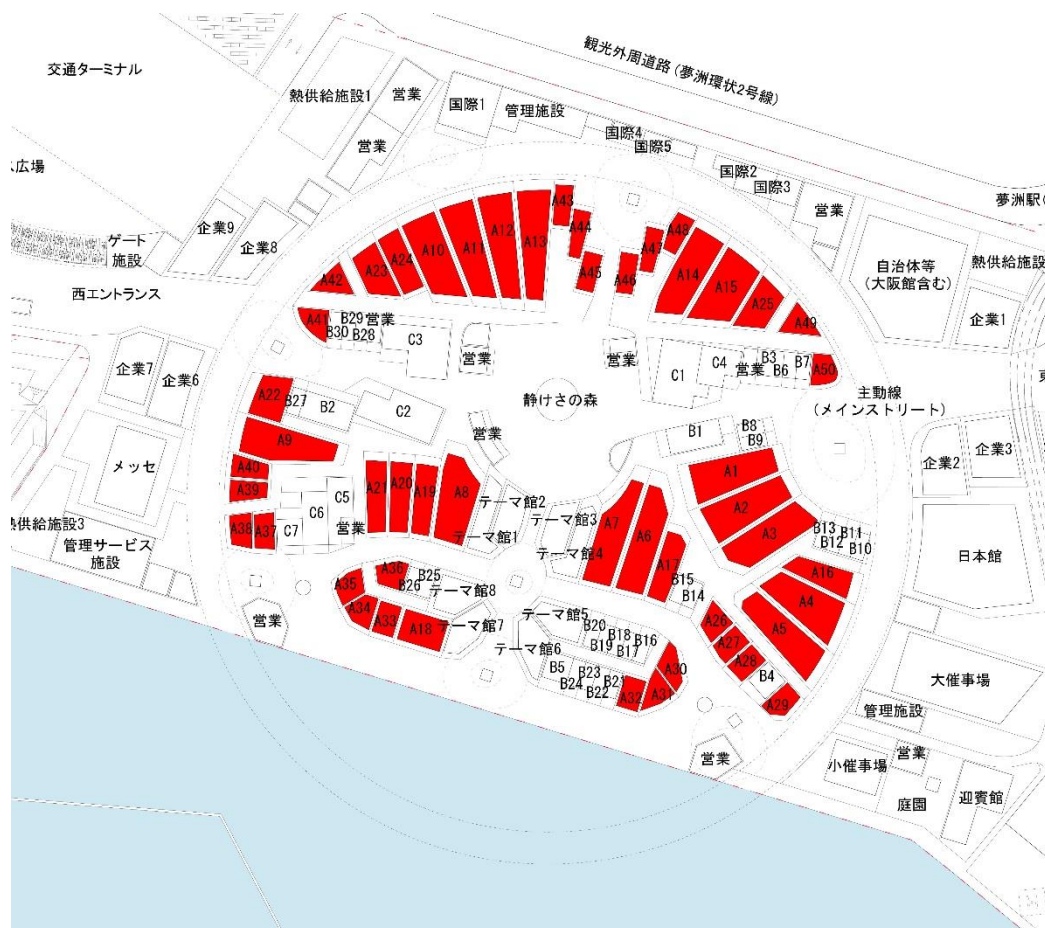 観光外周道路(夢洲環状2号線)
交通ターミナル
熱供給施設1
営業
国際1
管理施設
営業
国際4
国際5
国際2
国際3
営業
夢洲駅(
ス広場
ゲート
施設
企業9
企業8
西エントランス
自治体等
(大阪館含む)
熱供給施設
企業1
A43
A44
A45
A46
A47
A48
A42
A23
A24
A10
A11
A12
A13
A14
A15
A25
A49
A41
B29
営業
B30
B28
C3
営業
営業
C1
C4
営業
B3
B6
B7
A50
企業7
企業6
静けさの森
主動線
(メインストリート)
東
A22
B27
B2
C2
営業
B1
B8
B9
企業2
企業3
A9
メッセ
A40
A39
A38
A37
C5
C6
C7
営業
A21
A20
A19
A8
テーマ館2
テーマ館1
テーマ館3
テーマ館4
A7
A6
A17
B15
B14
A1
A2
A3
B13
B11
B12
B10
日本館
熱供給施設3
管理サービス
施設
A16
A4
A5
A35
A36
B25
B26
テーマ館8
A34
A33
A18
テーマ館7
テーマ館5
テーマ館6
B20
B18
B16
B19
B17
B5
B23
B21
B24
B22
A32
A31
A30
A26
A27
A28
B4
A29
営業
営業
大催事場
管理施設
小催事場
営業
庭園
迎賓館